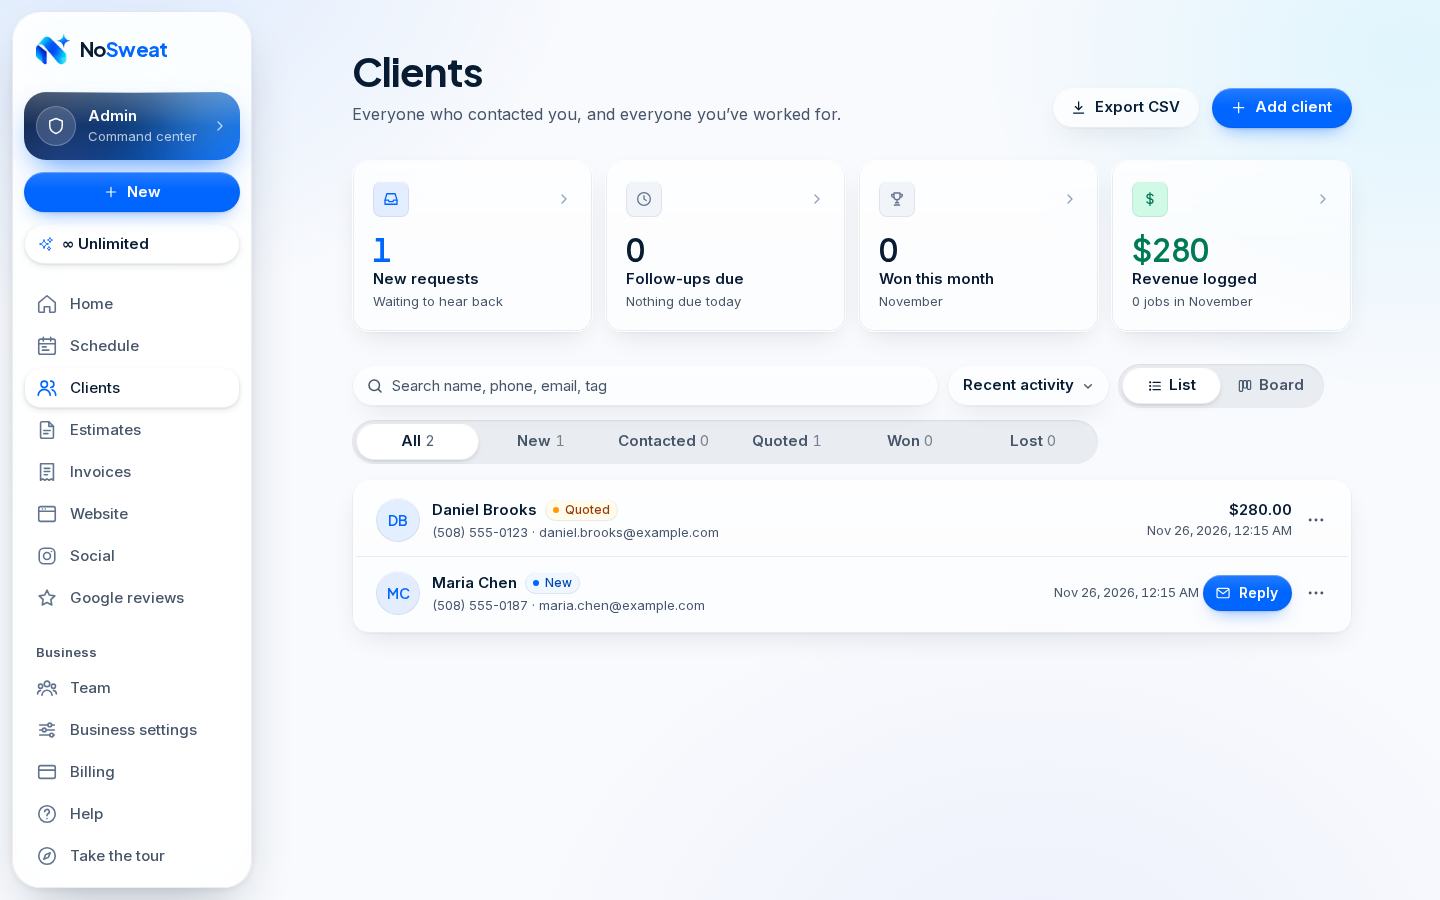 NoSweat
Admin
Command center
New
∞ Unlimited
Home
Schedule
Clients
Estimates
Invoices
Website
Social
Google reviews
Business
Team
Business settings
Billing
Help
Take the tour
Clients
Everyone who contacted you, and everyone you’ve worked for.
Export CSV
Add client
1
New requests
Waiting to hear back
0
Follow-ups due
Nothing due today
0
Won this month
November
$
$280
Revenue logged
0 jobs in November
Search name, phone, email, tag
Recent activity
List
Board
All 2
New 1
Contacted 0
Quoted 1
Won 0
Lost 0
DB
Daniel Brooks
Quoted
(508) 555-0123 · daniel.brooks@example.com
$280.00
Nov 26, 2026, 12:15 AM
MC
Maria Chen
New
(508) 555-0187 · maria.chen@example.com
Nov 26, 2026, 12:15 AM
Reply